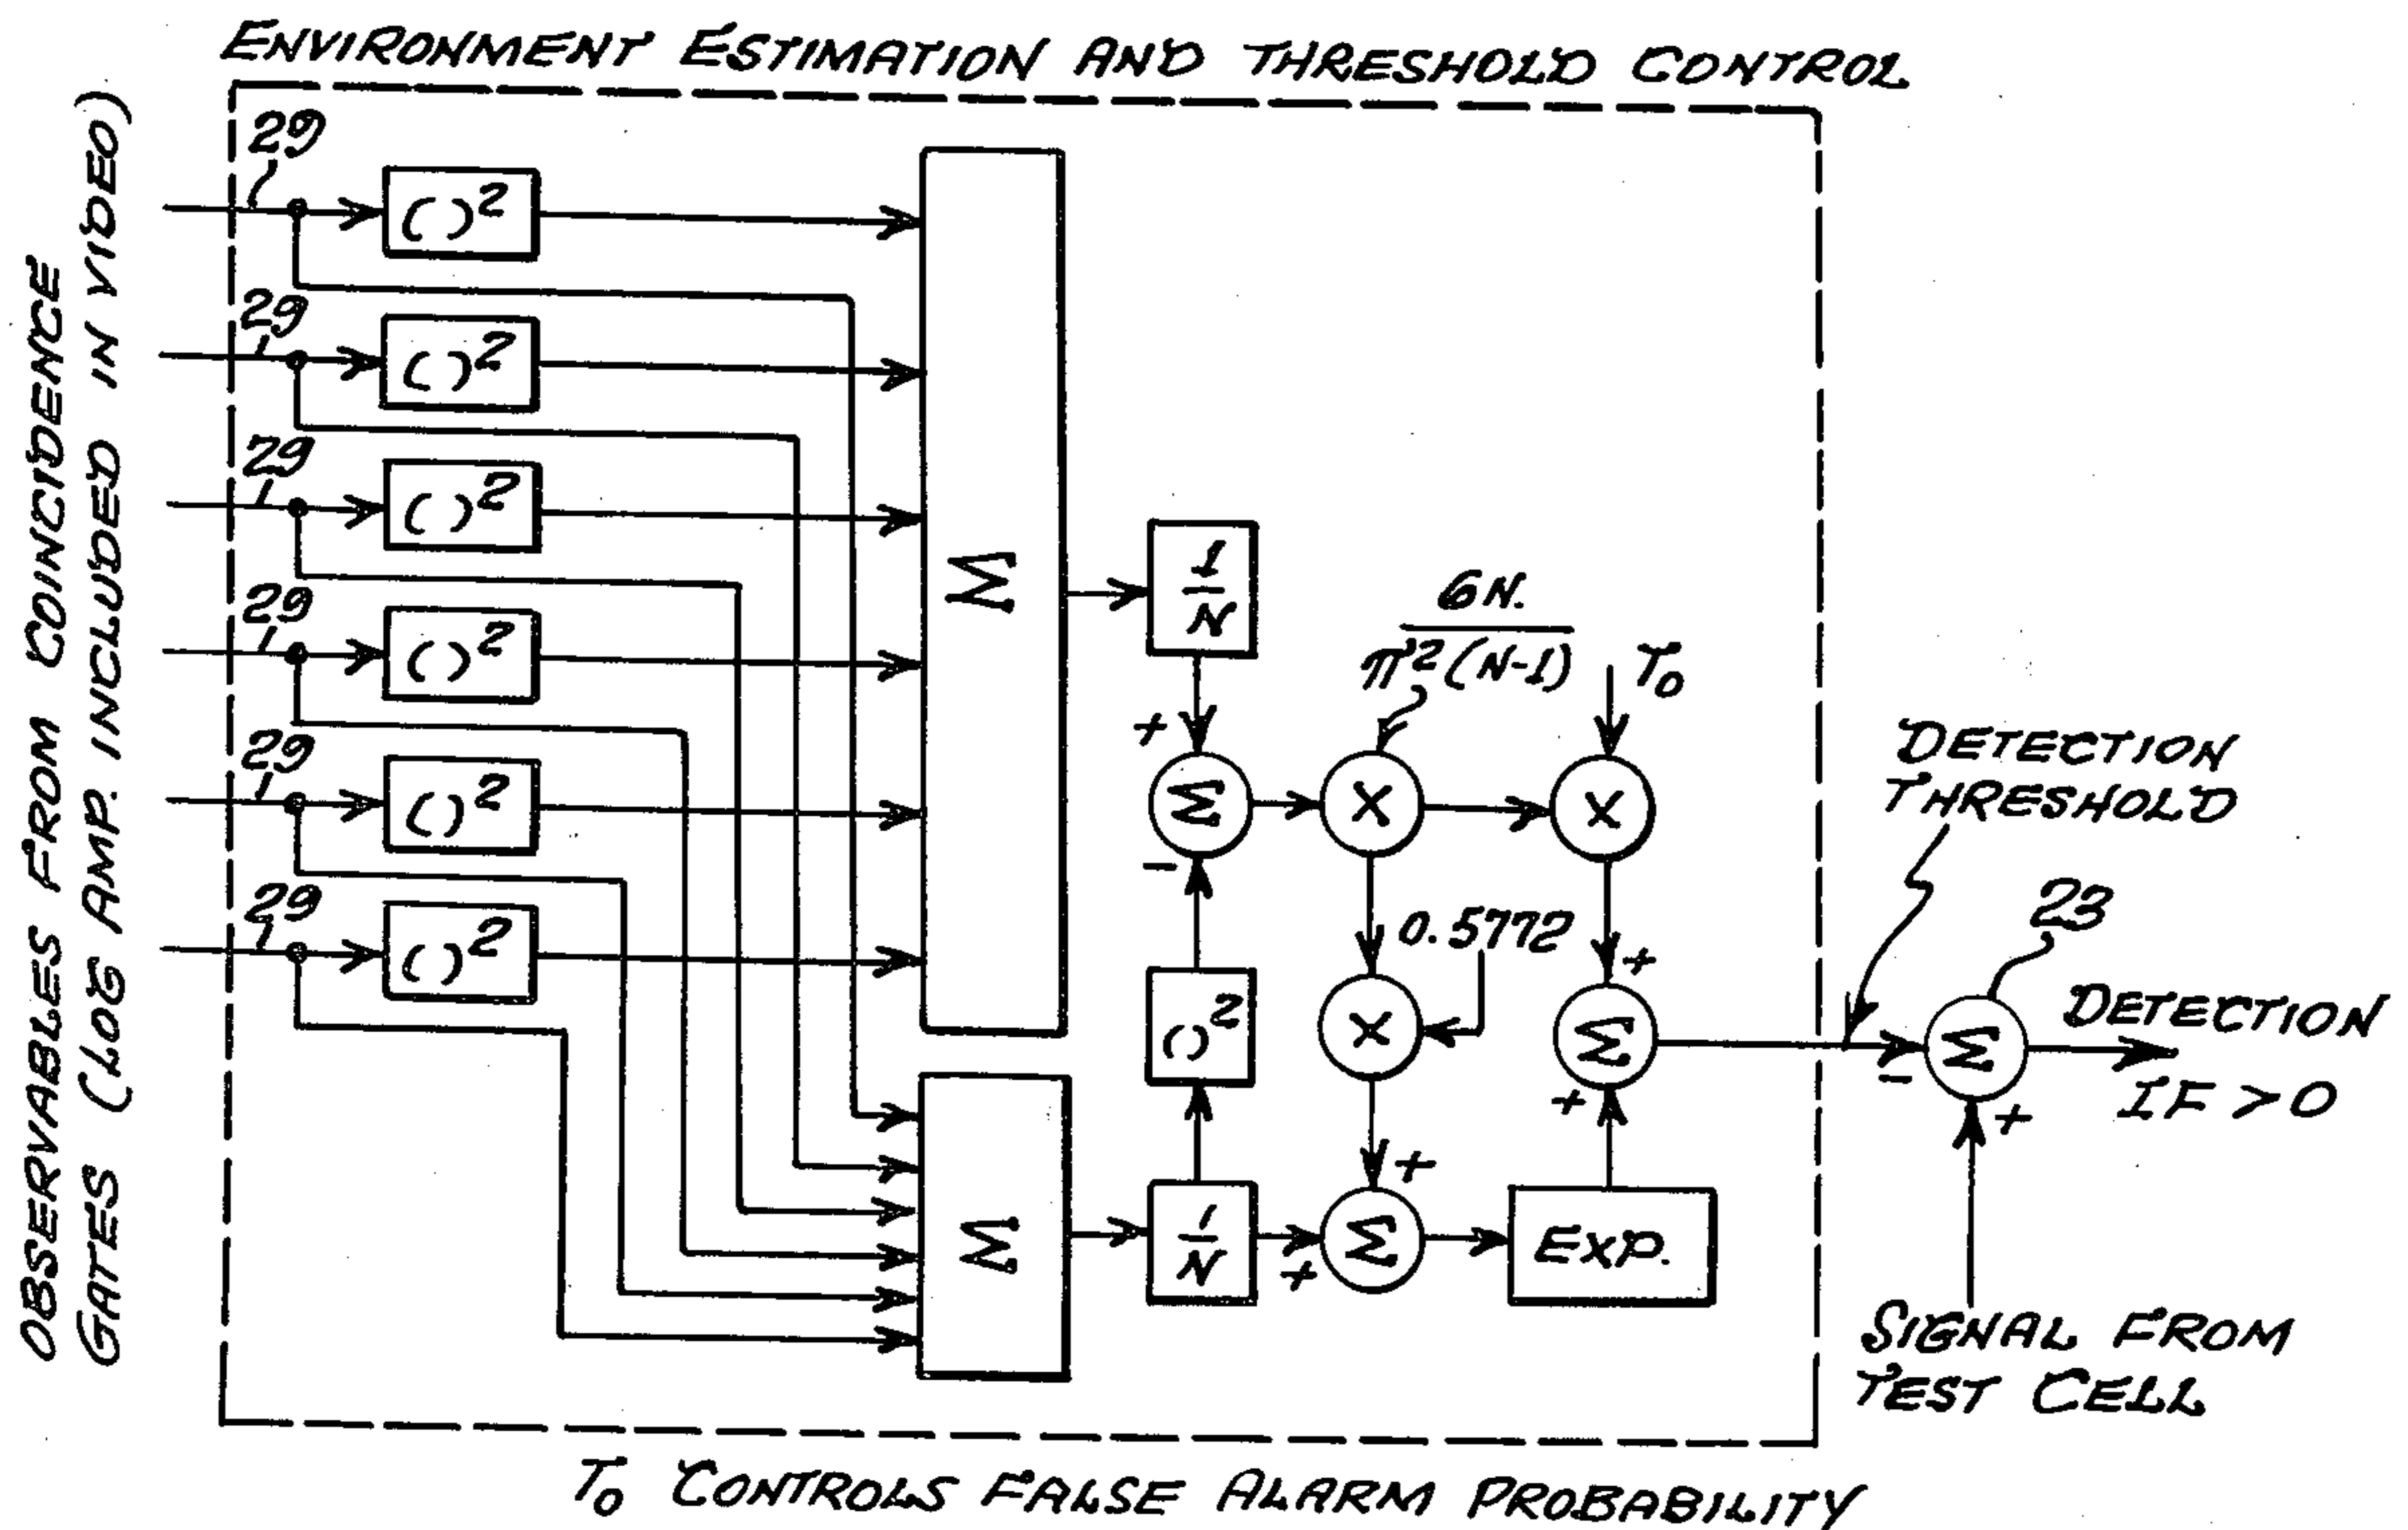 ENVIRONMENT ESTIMATION AND THRESHOLD CONTROL
OBSERVABLES FROM COINCIDENCE
GATES (LOG AMP. INCLUDED IN VIDEO)
29
( )²
29
( )²
29
( )²
29
( )²
29
( )²
29
( )²
Σ
1/N
6N.
π²(N-1)
T₀
+
Σ
X
X
-
DETECTION
THRESHOLD
23
0.5772
+
( )²
X
Σ
-
Σ
DETECTION
IF > 0
+
+
+
Σ
1/N
+
Σ
EXP.
SIGNAL FROM
TEST CELL
T₀ CONTROLS FALSE ALARM PROBABILITY